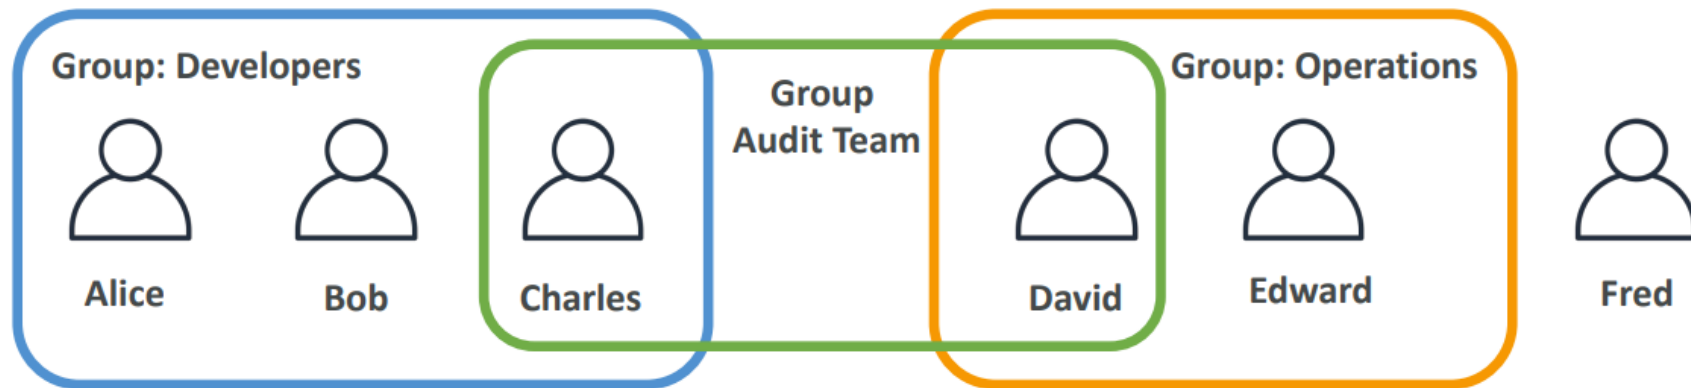 Group: Developers
Group
Audit Team
Group: Operations
Alice
Bob
Charles
David
Edward
Fred